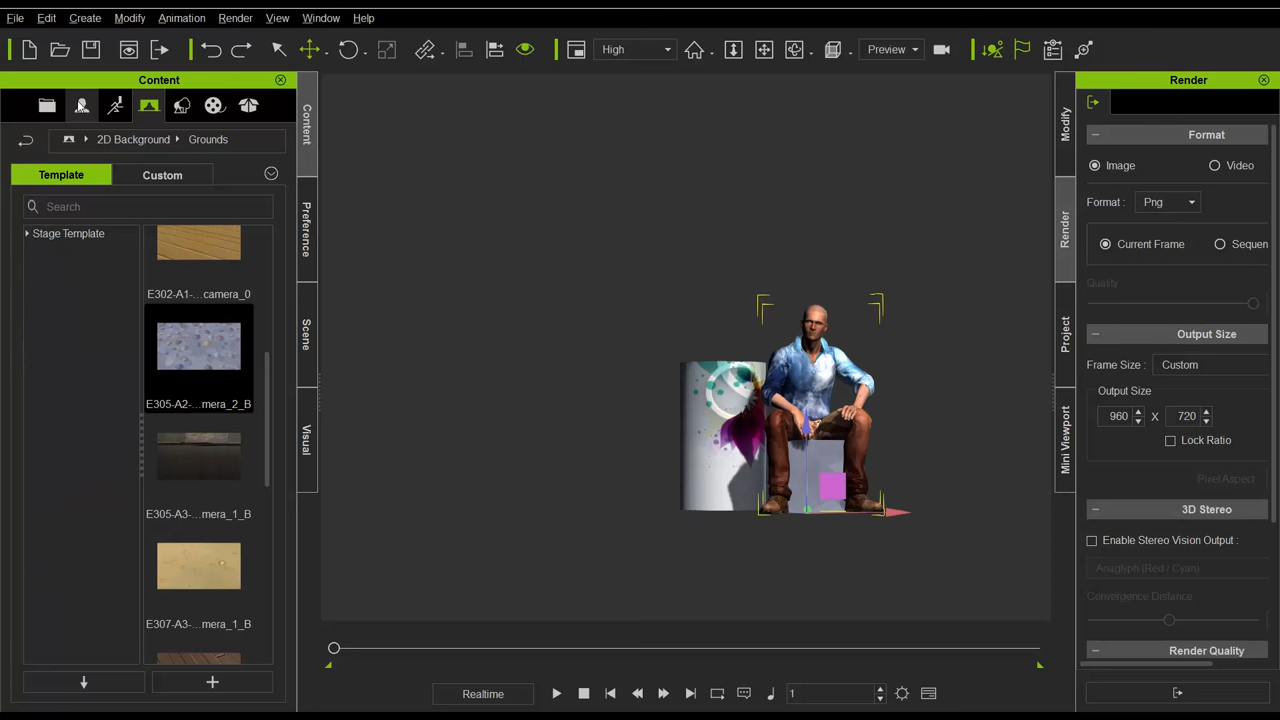 File Edit Create Modify Animation Render View Window Help
High Preview
Content
2D Background Grounds
Template Custom
Search
Stage Template
E302-A1-...camera_0
E305-A2-...mera_2_B
E305-A3-...mera_1_B
E307-A3-...mera_1_B
Content
Preference
Scene
Visual
Realtime 1
Modify
Render
Project
Mini Viewport
Render
Format
Image Video
Format : Png
Current Frame Sequen
Quality
Output Size
Frame Size : Custom
Output Size
960 X 720
Lock Ratio
Pixel Aspect
3D Stereo
Enable Stereo Vision Output :
Anaglyph (Red / Cyan)
Convergence Distance
Render Quality